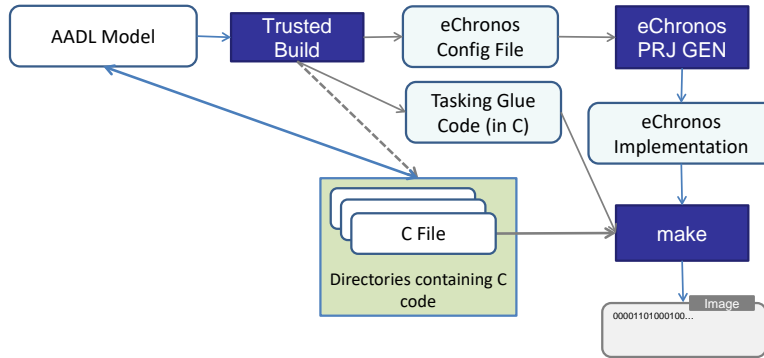 AADL Model
Trusted
Build
eChronos
Config File
eChronos
PRJ GEN
Tasking Glue
Code (in C)
eChronos
Implementation
C File
make
Directories containing C
code
Image
00001101000100...